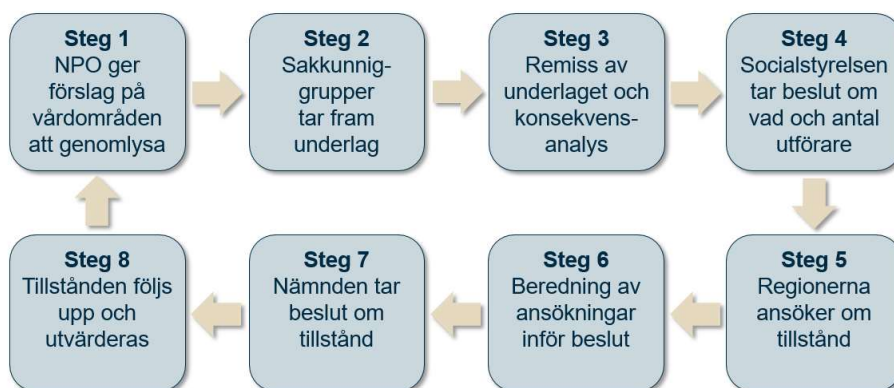 Steg 1
NPO ger
förslag på
vårdområden
att genomlysa
Steg 2
Sakkunnig-
grupper
tar fram
underlag
Steg 3
Remiss av
underlaget och
konsekvens-
analys
Steg 4
Socialstyrelsen
tar beslut om
vad och antal
utförare
Steg 5
Regionerna
ansöker om
tillstånd
Steg 6
Beredning av
ansökningar
inför beslut
Steg 7
Nämnden tar
beslut om
tillstånd
Steg 8
Tillstånden följs
upp och
utvärderas